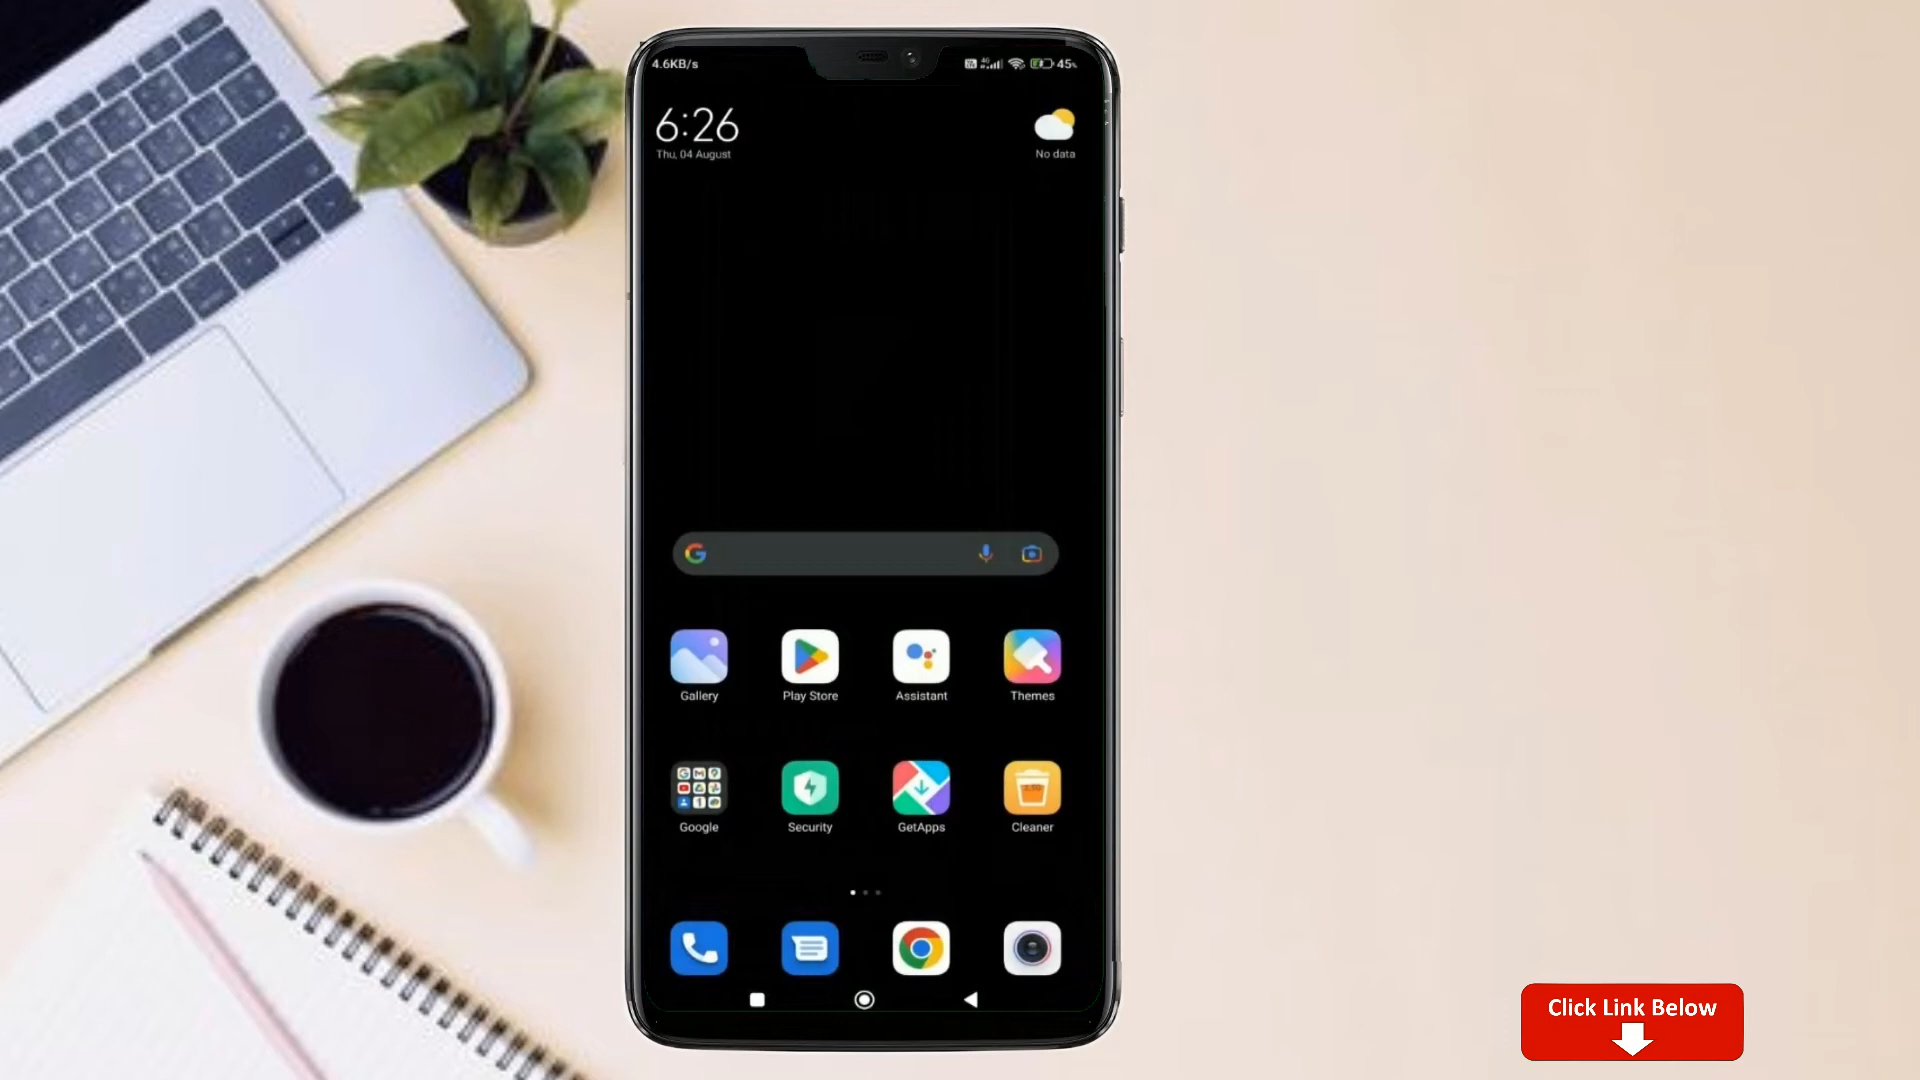 4.6KB/s
45%
6:26
Thu, 04 August
No data
Gallery
Play Store
Assistant
Themes
Google
Security
GetApps
Cleaner
Click Link Below